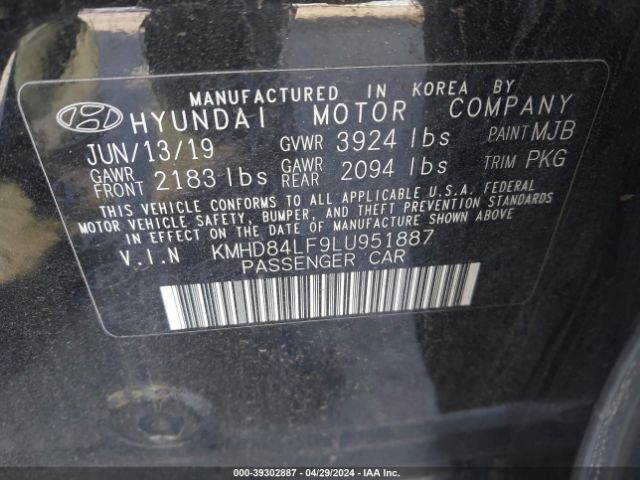 MANUFACTURED IN KOREA BY
HYUNDAI MOTOR COMPANY
JUN/13/19 GVWR 3924 lbs PAINT MJB
GAWR FRONT 2183 lbs GAWR REAR 2094 lbs TRIM PKG
THIS VEHICLE CONFORMS TO ALL APPLICABLE U.S.A. FEDERAL
MOTOR VEHICLE SAFETY, BUMPER, AND THEFT PREVENTION STANDARDS
IN EFFECT ON THE DATE OF MANUFACTURE SHOWN ABOVE.
V.I.N KMHD84LF9LU951887
PASSENGER CAR
000-39302887 - 04/29/2024 - IAA Inc.